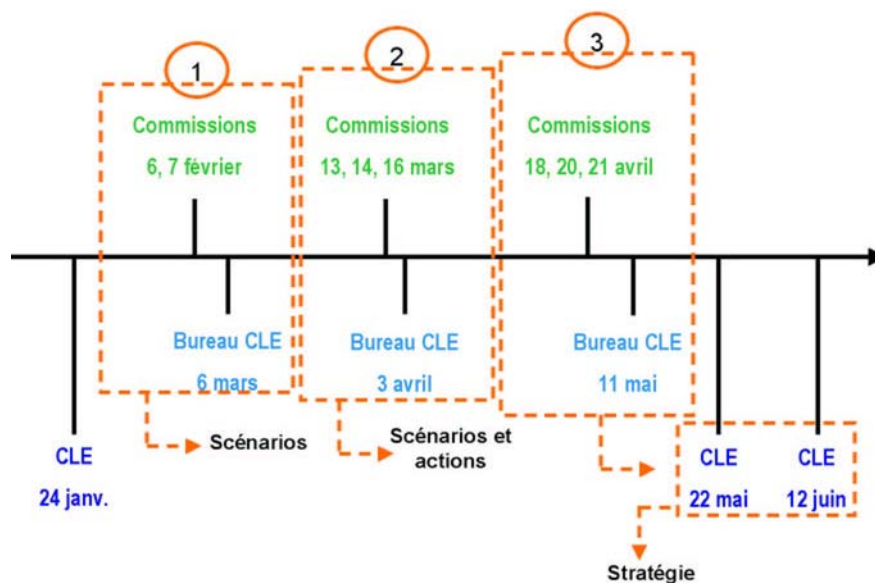 1
2
3
Commissions
6, 7 février
Commissions
13, 14, 16 mars
Commissions
18, 20, 21 avril
Bureau CLE
6 mars
Bureau CLE
3 avril
Bureau CLE
11 mai
Scénarios
Scénarios et
actions
CLE
24 janv.
CLE
22 mai
CLE
12 juin
Stratégie